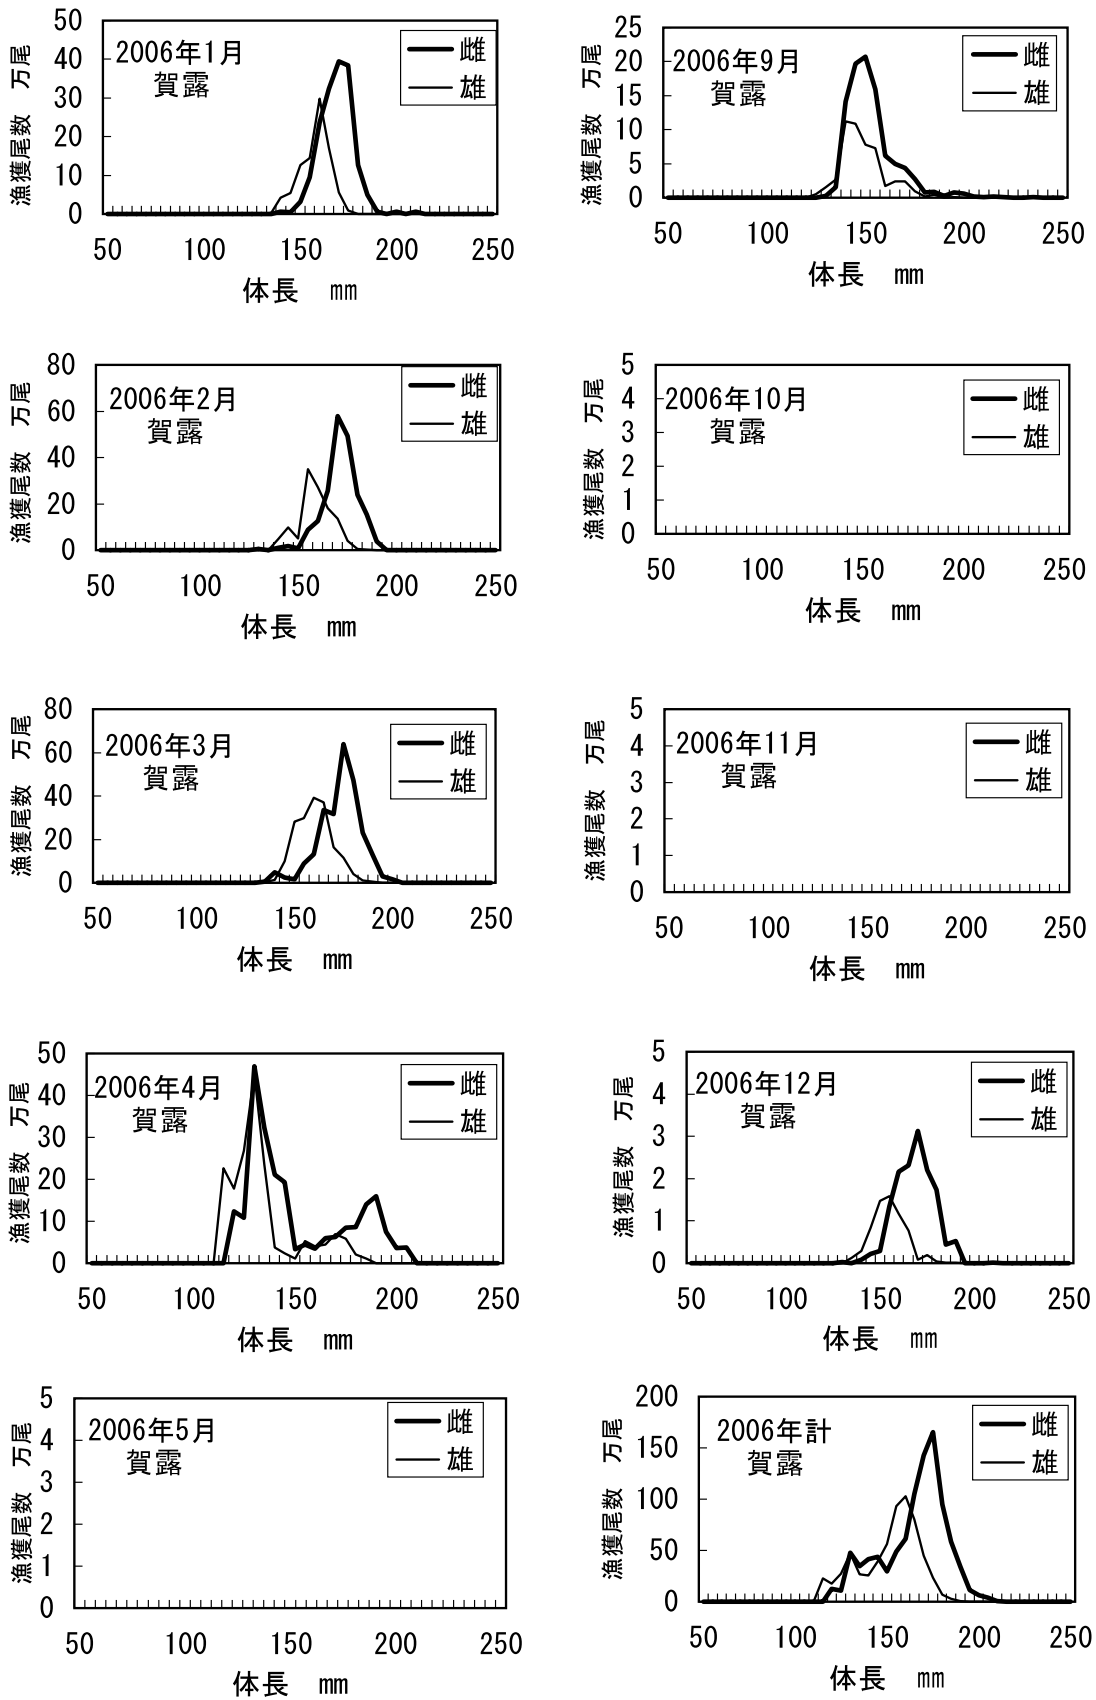 50
40
30
20
10
0
漁獲尾数 万尾
2006年1月
賀露
雌
雄
50 100 150 200 250
体長 mm
80
60
40
20
0
漁獲尾数 万尾
2006年2月
賀露
雌
雄
50 100 150 200 250
体長 mm
80
60
40
20
0
漁獲尾数 万尾
2006年3月
賀露
雌
雄
50 100 150 200 250
体長 mm
50
40
30
20
10
0
漁獲尾数 万尾
2006年4月
賀露
雌
雄
50 100 150 200 250
体長 mm
5
4
3
2
1
0
漁獲尾数 万尾
2006年5月
賀露
雌
雄
50 100 150 200 250
体長 mm
25
20
15
10
5
0
漁獲尾数 万尾
2006年9月
賀露
雌
雄
50 100 150 200 250
体長 mm
5
4
3
2
1
0
漁獲尾数 万尾
2006年10月
賀露
雌
雄
50 100 150 200 250
体長 mm
5
4
3
2
1
0
漁獲尾数 万尾
2006年11月
賀露
雌
雄
50 100 150 200 250
体長 mm
5
4
3
2
1
0
漁獲尾数 万尾
2006年12月
賀露
雌
雄
50 100 150 200 250
体長 mm
200
150
100
50
0
漁獲尾数 万尾
2006年計
賀露
雌
雄
50 100 150 200 250
体長 mm